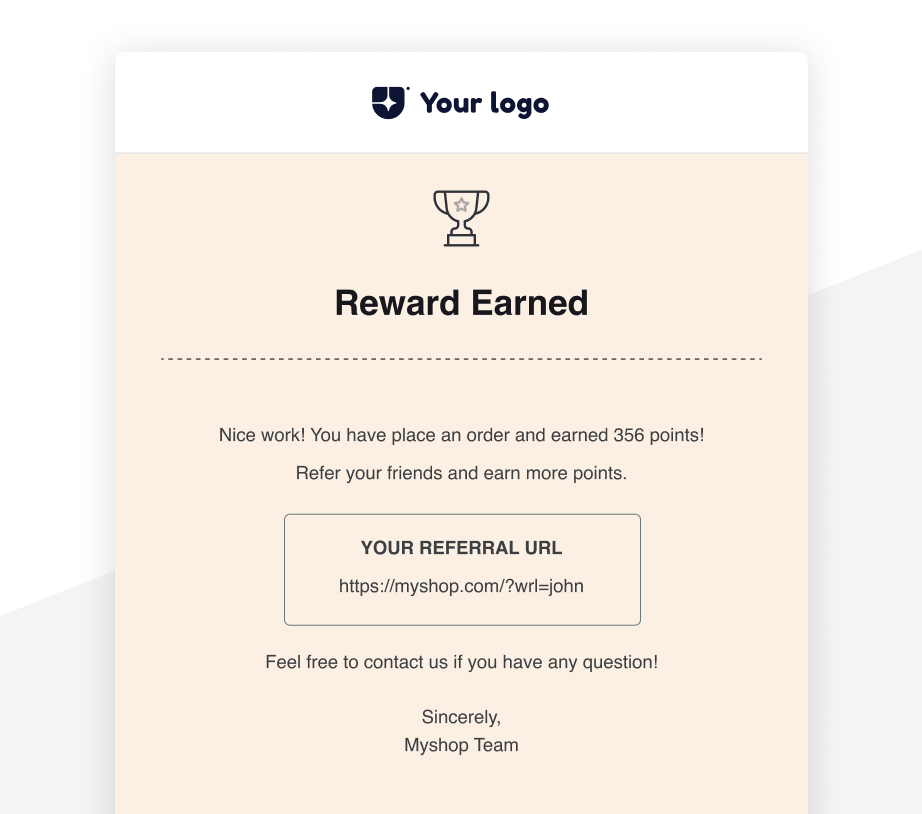 Your logo
Reward Earned
Nice work! You have place an order and earned 356 points!
Refer your friends and earn more points.
YOUR REFERRAL URL
https://myshop.com/?wrl=john
Feel free to contact us if you have any question!
Sincerely,
Myshop Team